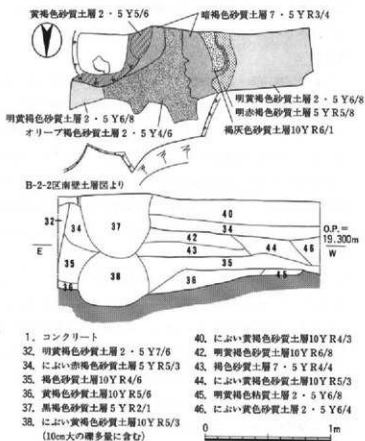 黄褐色砂質土層2・5Y5/6
暗褐色砂質土層7・5YR3/4
明黄褐色砂質土層2・5Y6/8
オリーブ褐色砂質土層2・5Y4/6
明黄褐色砂質土層2・5Y6/8
明赤褐色砂質土層5YR5/8
褐灰色砂質土層10YR6/1
B-2-2区南壁土層図より
32
34
37
40
34
42
43
44
46
35
35
38
36
36
45
E
O.P.=
19.300m
W
1. コンクリート
32. 明黄褐色砂質土層2・5Y7/6
34. にぶい赤褐色砂質土層5YR5/3
35. 褐色砂質土層10YR4/6
36. 黄褐色砂質土層10YR5/6
37. 黒褐色砂質土層5YR2/1
38. にぶい黄褐色砂質土層10YR5/3
(10cm大の礫多量に含む)
40. にぶい黄褐色砂質土層10YR4/3
42. 明黄褐色砂質土層10YR6/8
43. 褐色砂質土層7・5YR4/4
44. にぶい黄褐色砂質土層10YR5/3
45. 明黄褐色粘質土層2・5Y6/8
46. にぶい黄色砂質土層2・5Y6/4
0
1m